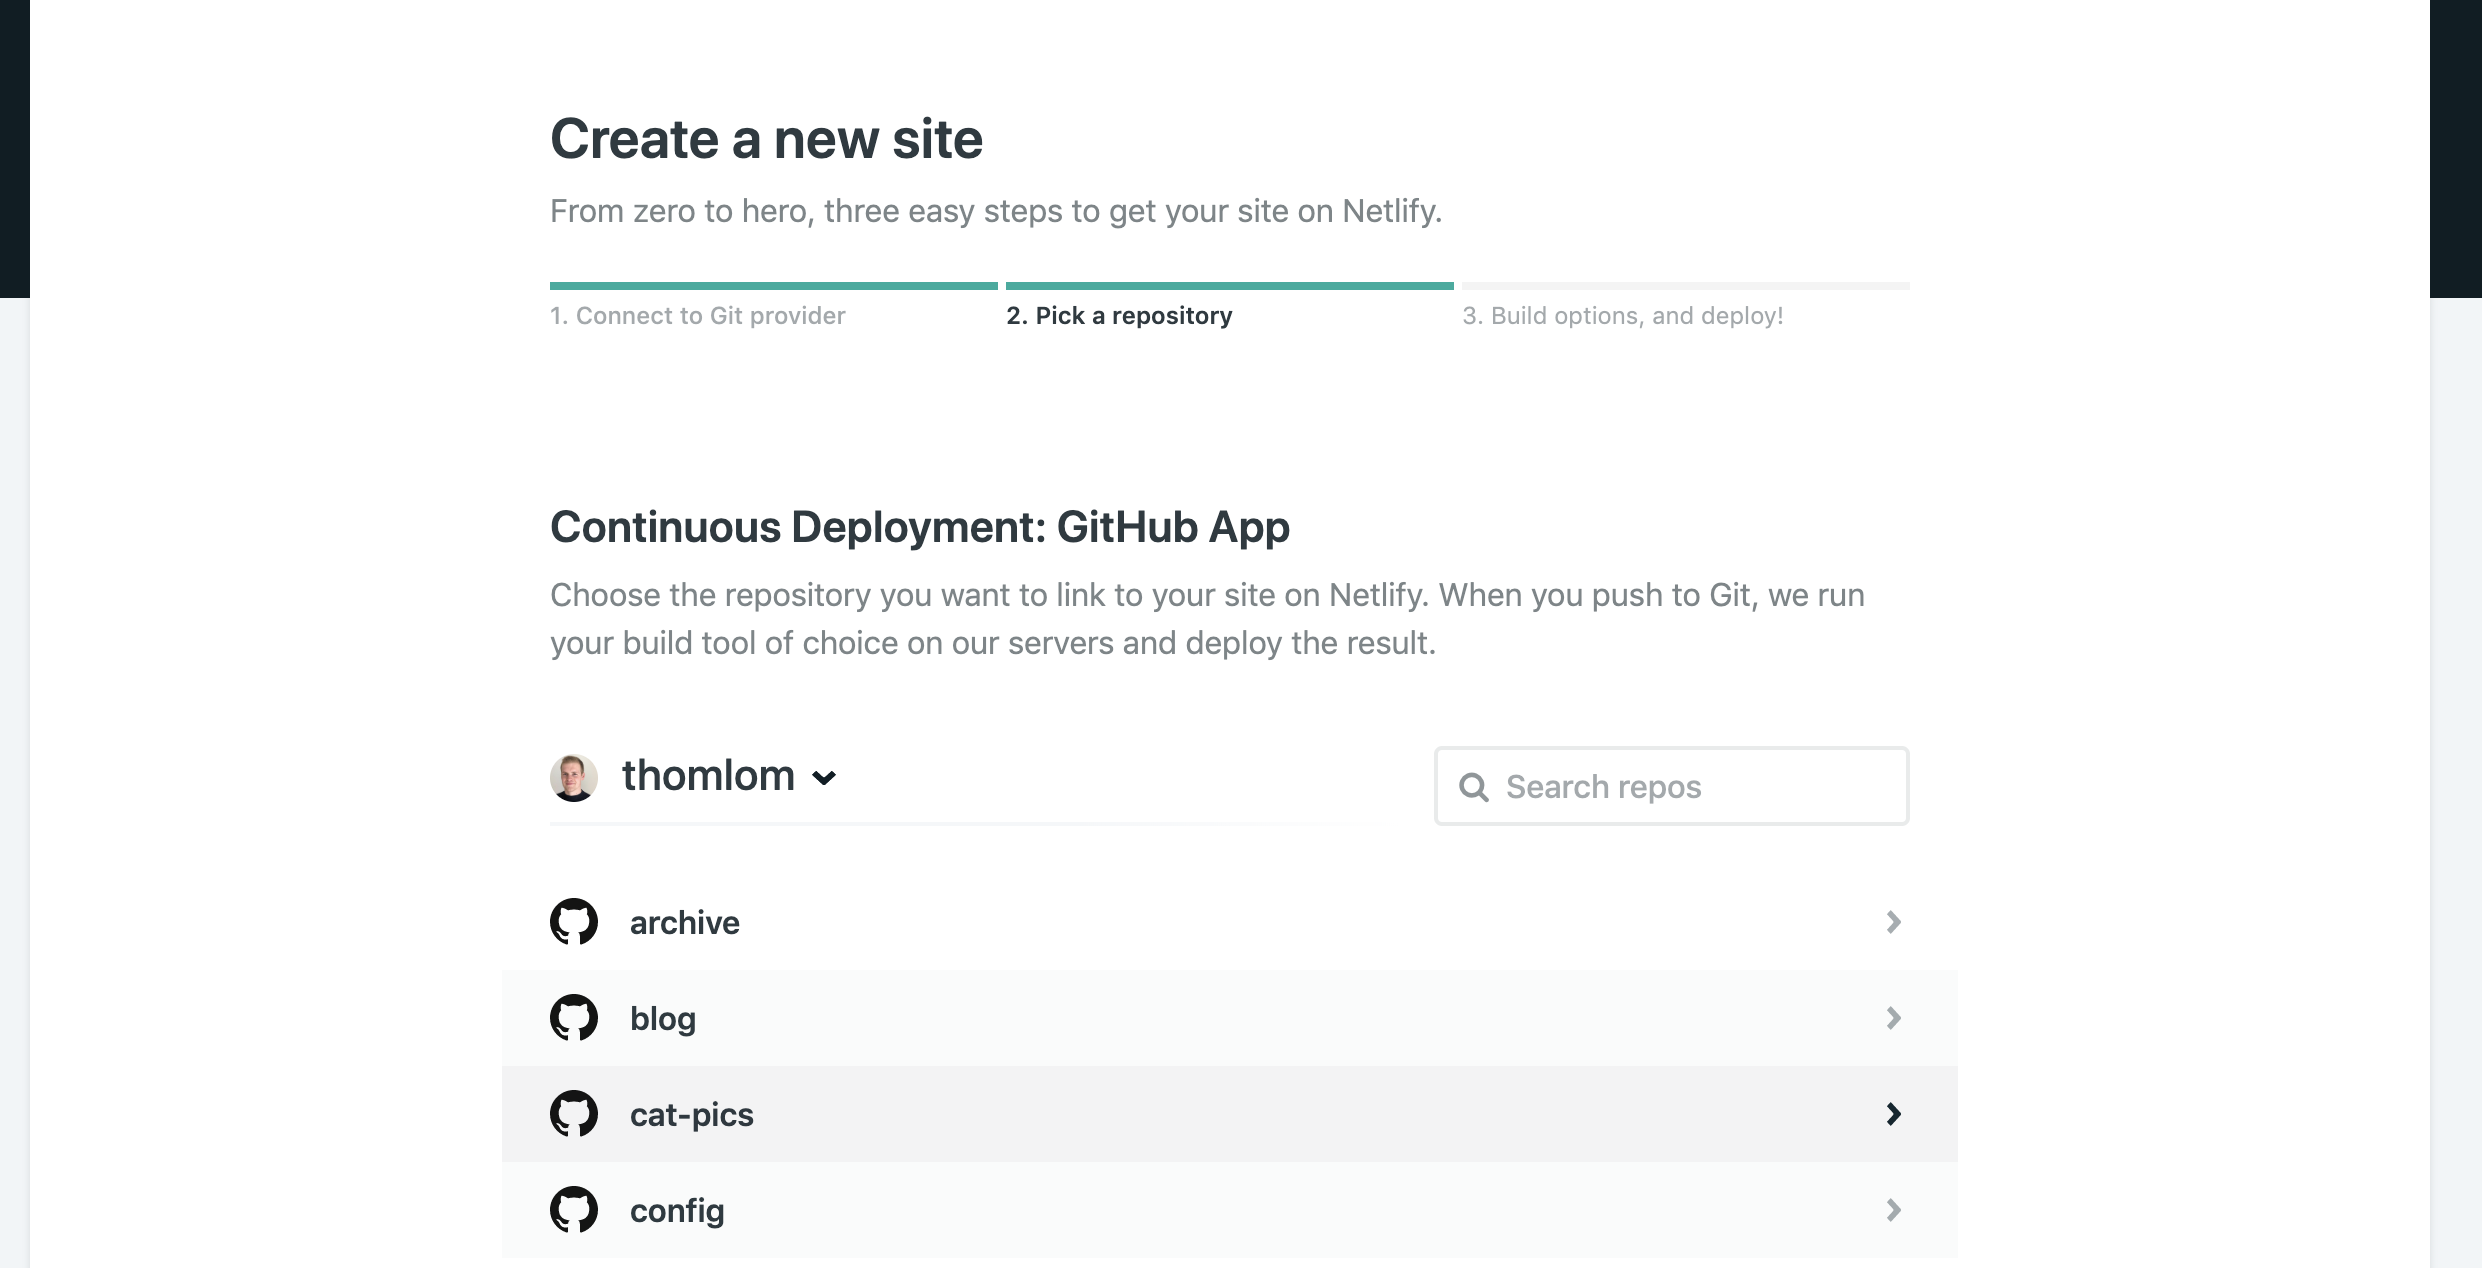 Create a new site
From zero to hero, three easy steps to get your site on Netlify.
1. Connect to Git provider
2. Pick a repository
3. Build options, and deploy!
Continuous Deployment: GitHub App
Choose the repository you want to link to your site on Netlify. When you push to Git, we run
your build tool of choice on our servers and deploy the result.
thomlom
Search repos
archive
blog
cat-pics
config